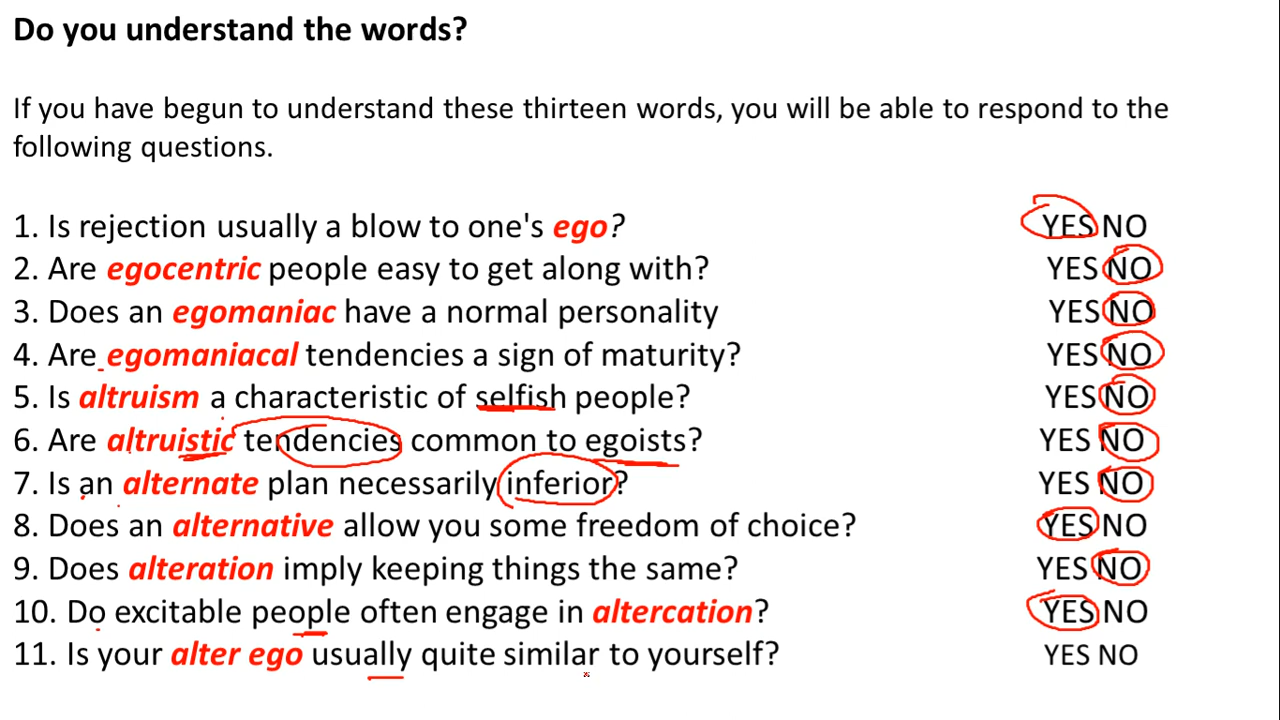 Do you understand the words?
If you have begun to understand these thirteen words, you will be able to respond to the
following questions.
1. Is rejection usually a blow to one's ego? YES NO
2. Are egocentric people easy to get along with? YES NO
3. Does an egomaniac have a normal personality YES NO
4. Are egomaniacal tendencies a sign of maturity? YES NO
5. Is altruism a characteristic of selfish people? YES NO
6. Are altruistic tendencies common to egoists? YES NO
7. Is an alternate plan necessarily inferior? YES NO
8. Does an alternative allow you some freedom of choice? YES NO
9. Does alteration imply keeping things the same? YES NO
10. Do excitable people often engage in altercation? YES NO
11. Is your alter ego usually quite similar to yourself? YES NO